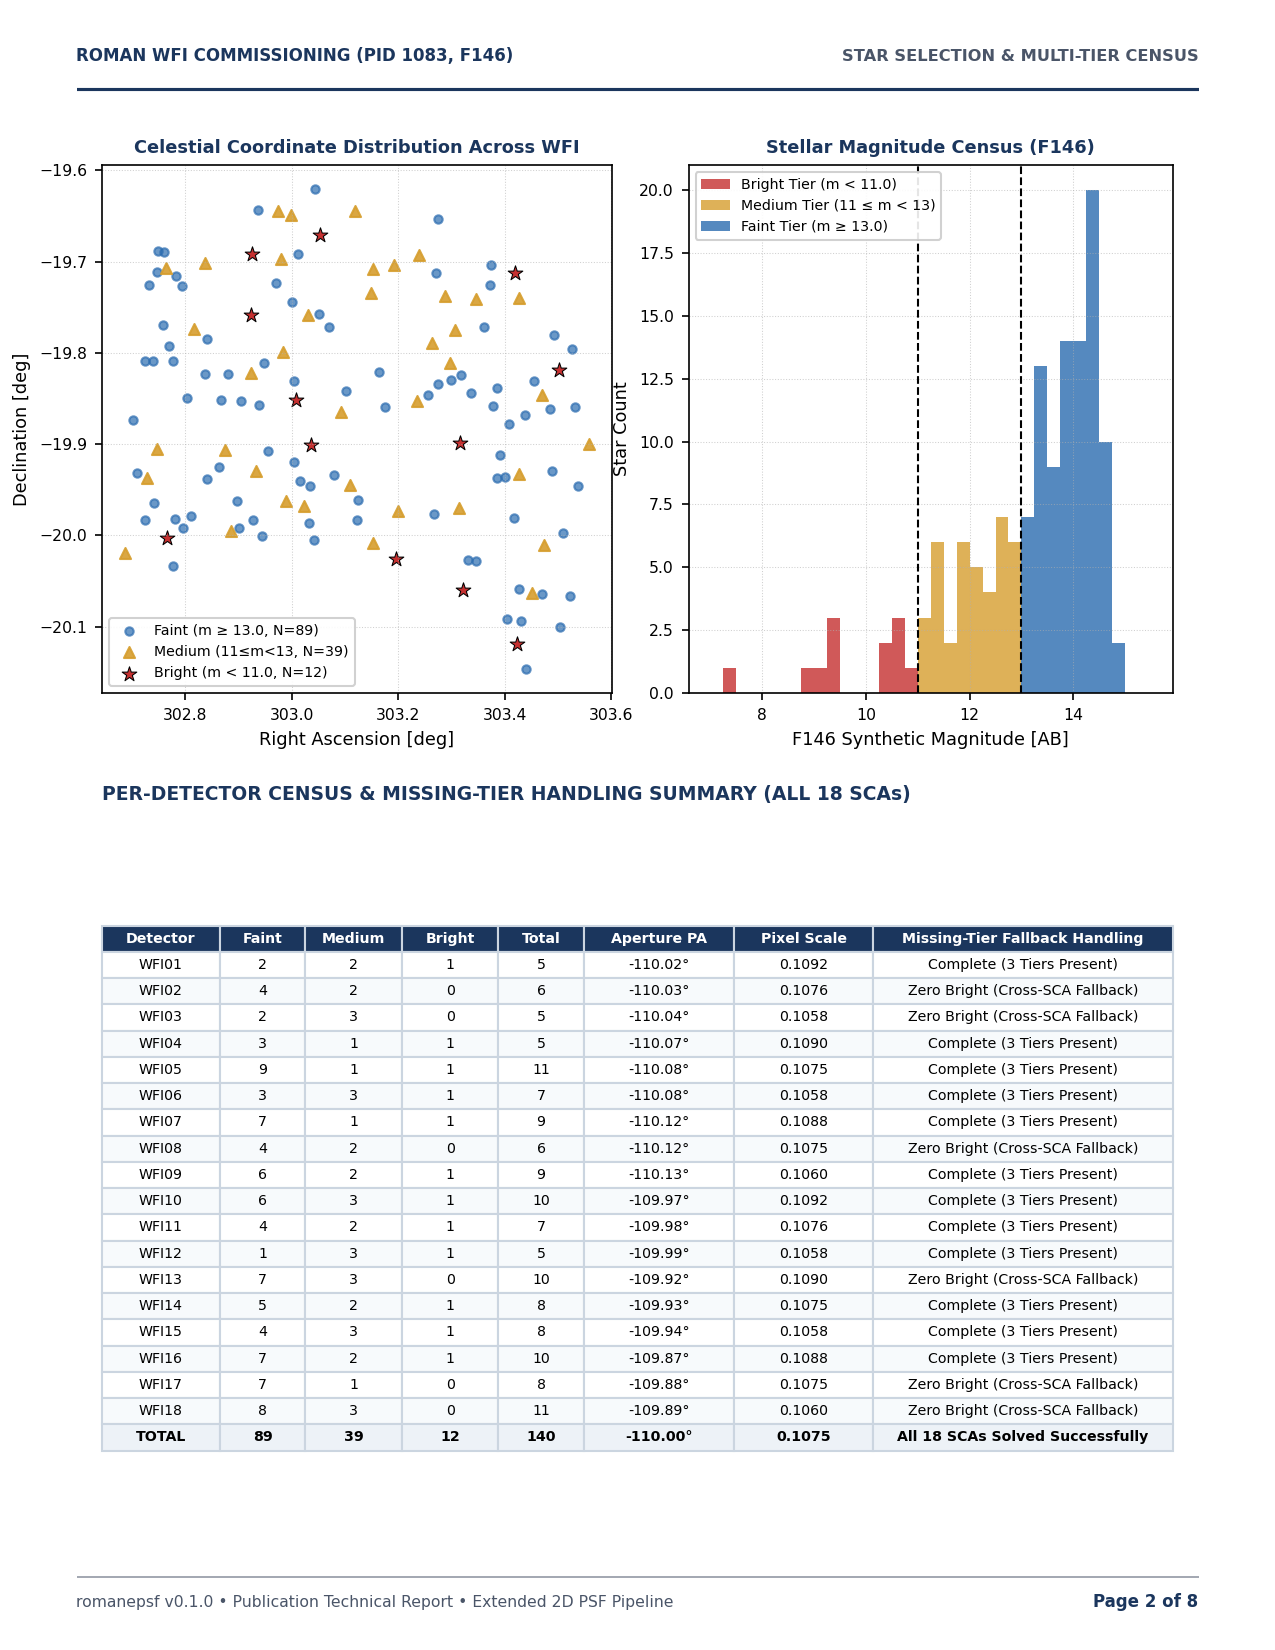 ROMAN WFI COMMISSIONING (PID 1083, F146)
STAR SELECTION & MULTI-TIER CENSUS
Celestial Coordinate Distribution Across WFI
−19.6
−19.7
−19.8
−19.9
−20.0
−20.1
Declination [deg]
Faint (m ≥ 13.0, N=89)
Medium (11≤m<13, N=39)
Bright (m < 11.0, N=12)
302.8 303.0 303.2 303.4 303.6
Right Ascension [deg]
Stellar Magnitude Census (F146)
20.0
17.5
15.0
12.5
10.0
7.5
5.0
2.5
0.0
Star Count
Bright Tier (m < 11.0)
Medium Tier (11 ≤ m < 13)
Faint Tier (m ≥ 13.0)
8 10 12 14
F146 Synthetic Magnitude [AB]
PER-DETECTOR CENSUS & MISSING-TIER HANDLING SUMMARY (ALL 18 SCAs)
Detector Faint Medium Bright Total Aperture PA Pixel Scale Missing-Tier Fallback Handling
WFI01 2 2 1 5 -110.02° 0.1092 Complete (3 Tiers Present)
WFI02 4 2 0 6 -110.03° 0.1076 Zero Bright (Cross-SCA Fallback)
WFI03 2 3 0 5 -110.04° 0.1058 Zero Bright (Cross-SCA Fallback)
WFI04 3 1 1 5 -110.07° 0.1090 Complete (3 Tiers Present)
WFI05 9 1 1 11 -110.08° 0.1075 Complete (3 Tiers Present)
WFI06 3 3 1 7 -110.08° 0.1058 Complete (3 Tiers Present)
WFI07 7 1 1 9 -110.12° 0.1088 Complete (3 Tiers Present)
WFI08 4 2 0 6 -110.12° 0.1075 Zero Bright (Cross-SCA Fallback)
WFI09 6 2 1 9 -110.13° 0.1060 Complete (3 Tiers Present)
WFI10 6 3 1 10 -109.97° 0.1092 Complete (3 Tiers Present)
WFI11 4 2 1 7 -109.98° 0.1076 Complete (3 Tiers Present)
WFI12 1 3 1 5 -109.99° 0.1058 Complete (3 Tiers Present)
WFI13 7 3 0 10 -109.92° 0.1090 Zero Bright (Cross-SCA Fallback)
WFI14 5 2 1 8 -109.93° 0.1075 Complete (3 Tiers Present)
WFI15 4 3 1 8 -109.94° 0.1058 Complete (3 Tiers Present)
WFI16 7 2 1 10 -109.87° 0.1088 Complete (3 Tiers Present)
WFI17 7 1 0 8 -109.88° 0.1075 Zero Bright (Cross-SCA Fallback)
WFI18 8 3 0 11 -109.89° 0.1060 Zero Bright (Cross-SCA Fallback)
TOTAL 89 39 12 140 -110.00° 0.1075 All 18 SCAs Solved Successfully
romanepsf v0.1.0 • Publication Technical Report • Extended 2D PSF Pipeline
Page 2 of 8